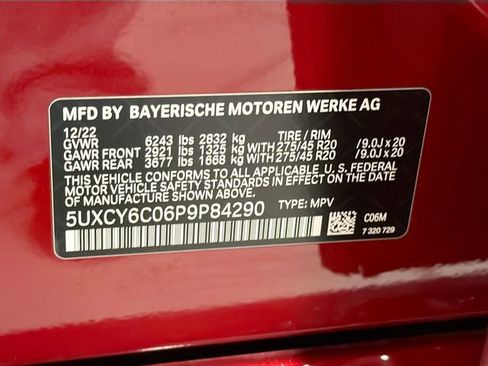 MFD BY BAYERISCHE MOTOREN WERKE AG
12/22
GVWR 6243 lbs 2832 kg TIRE / RIM
GAWR FRONT 2921 lbs 1325 kg WITH 275/45 R20 /9.0J x 20
GAWR REAR 3677 lbs 1668 kg WITH 275/45 R20 /9.0J x 20
THIS VEHICLE CONFORMS TO ALL APPLICABLE U. S. FEDERAL
MOTOR VEHICLE SAFETY STANDARDS IN EFFECT ON THE DATE
OF MANUFACTURE SHOWN ABOVE.
5UXCY6C06P9P84290 TYPE: MPV
C06M
7 320 729